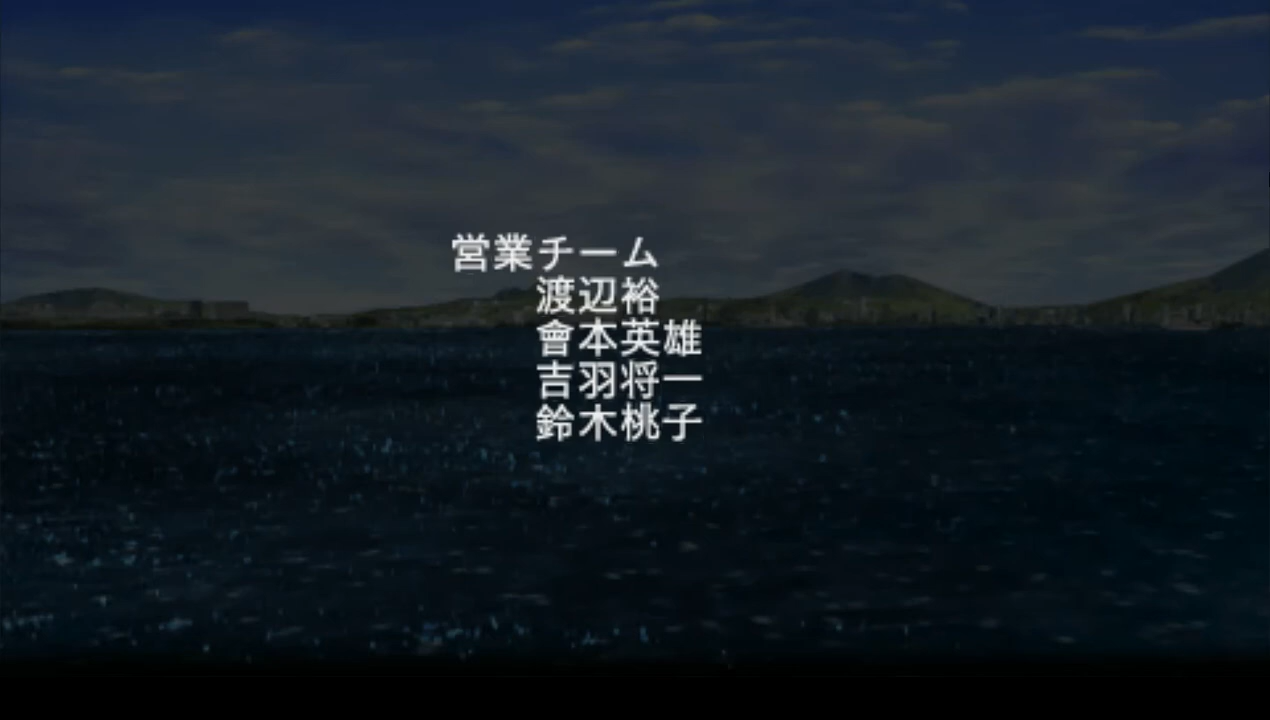 営業チーム
渡辺裕
會本英雄
吉羽将一
鈴木桃子